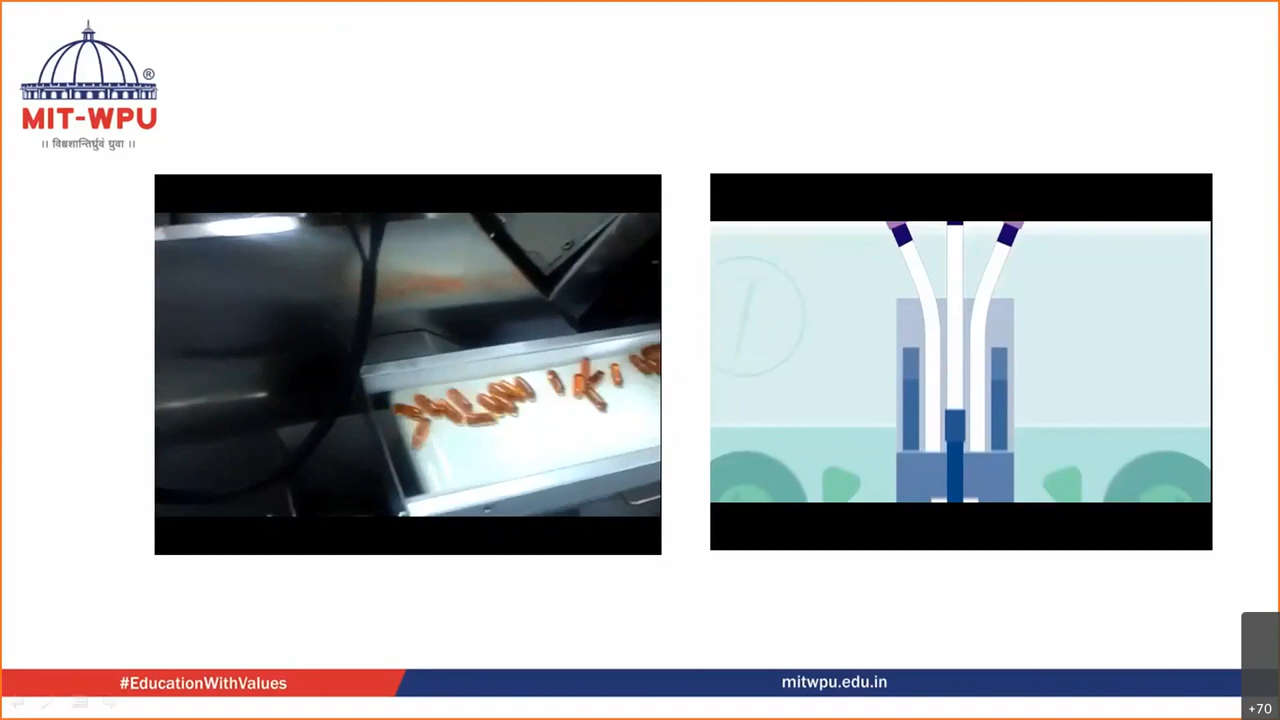 ®
MIT-WPU
॥ विश्वशान्तिर्ध्रुवं ध्रुवा ॥
#EducationWithValues
mitwpu.edu.in
+70